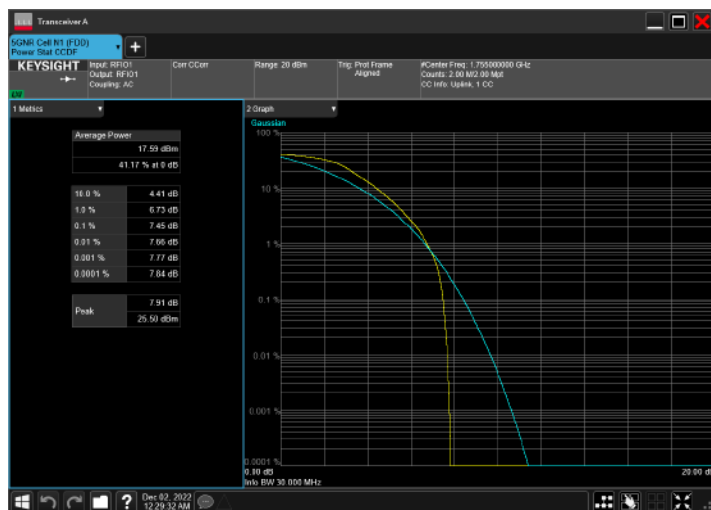 Transceiver A
5GNR Cell N1 (FDD)
Power Stat CCDF
KEYSIGHT
Input: RFIO1
Output: RFIO1
Coupling: AC
Corr CCorr
Range: 20 dBm
Trig: Prot Frame
Aligned
#Center Freq: 1.755000000 GHz
Counts: 2.00 M/2.00 Mpt
CC Info: Uplink, 1 CC
1 Metrics
Average Power
17.59 dBm
41.17 % at 0 dB
10.0 % 4.41 dB
1.0 % 6.73 dB
0.1 % 7.45 dB
0.01 % 7.66 dB
0.001 % 7.77 dB
0.0001 % 7.84 dB
Peak
7.91 dB
25.50 dBm
2 Graph
Gaussian
100 %
10 %
1 %
0.1 %
0.01 %
0.001 %
0.0001 %
Info BW 30.000 MHz
20.00 d
Dec 02, 2022
12:29:32 AM